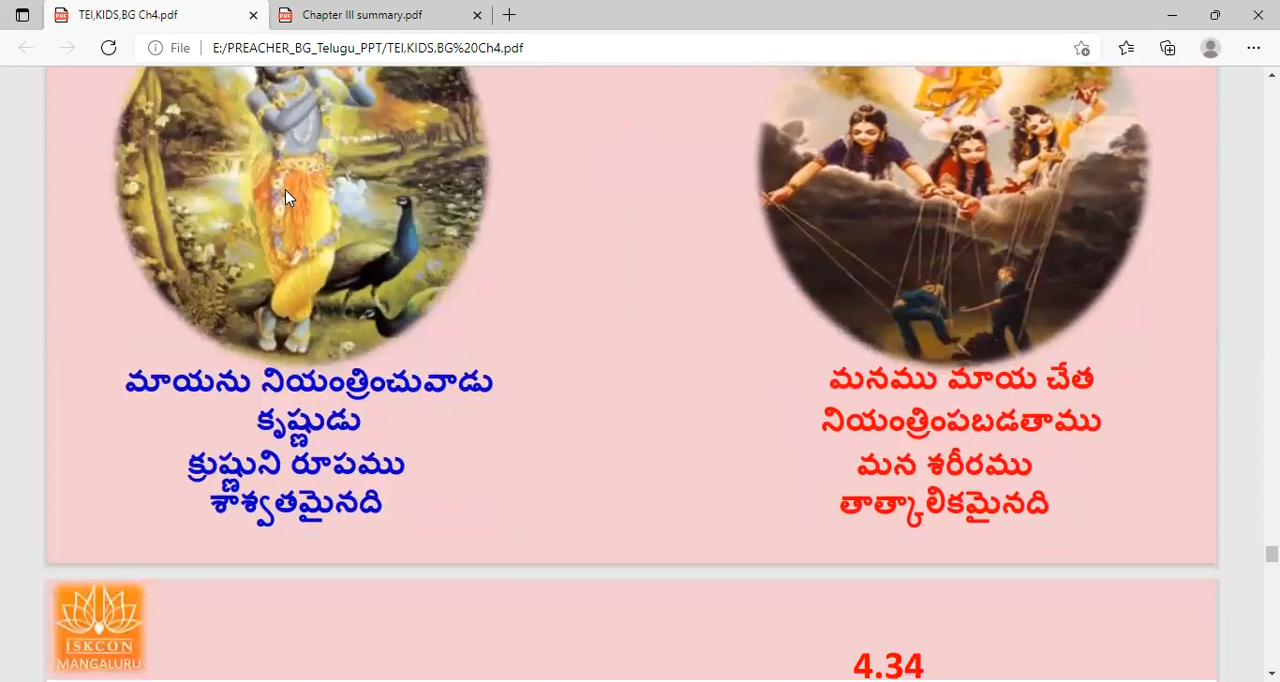 TEI,KIDS,BG Ch4.pdf
Chapter III summary.pdf
File
E:/PREACHER_BG_Telugu_PPT/TEI,KIDS,BG%20Ch4.pdf
మాయను నియంత్రించువాడు
కృష్ణుడు
క్రుష్ణుని రూపము
శాశ్వతమైనది
మనము మాయ చేత
నియంత్రింపబడతాము
మన శరీరము
తాత్కాలికమైనది
ISKCON
MANGALURU
4.34